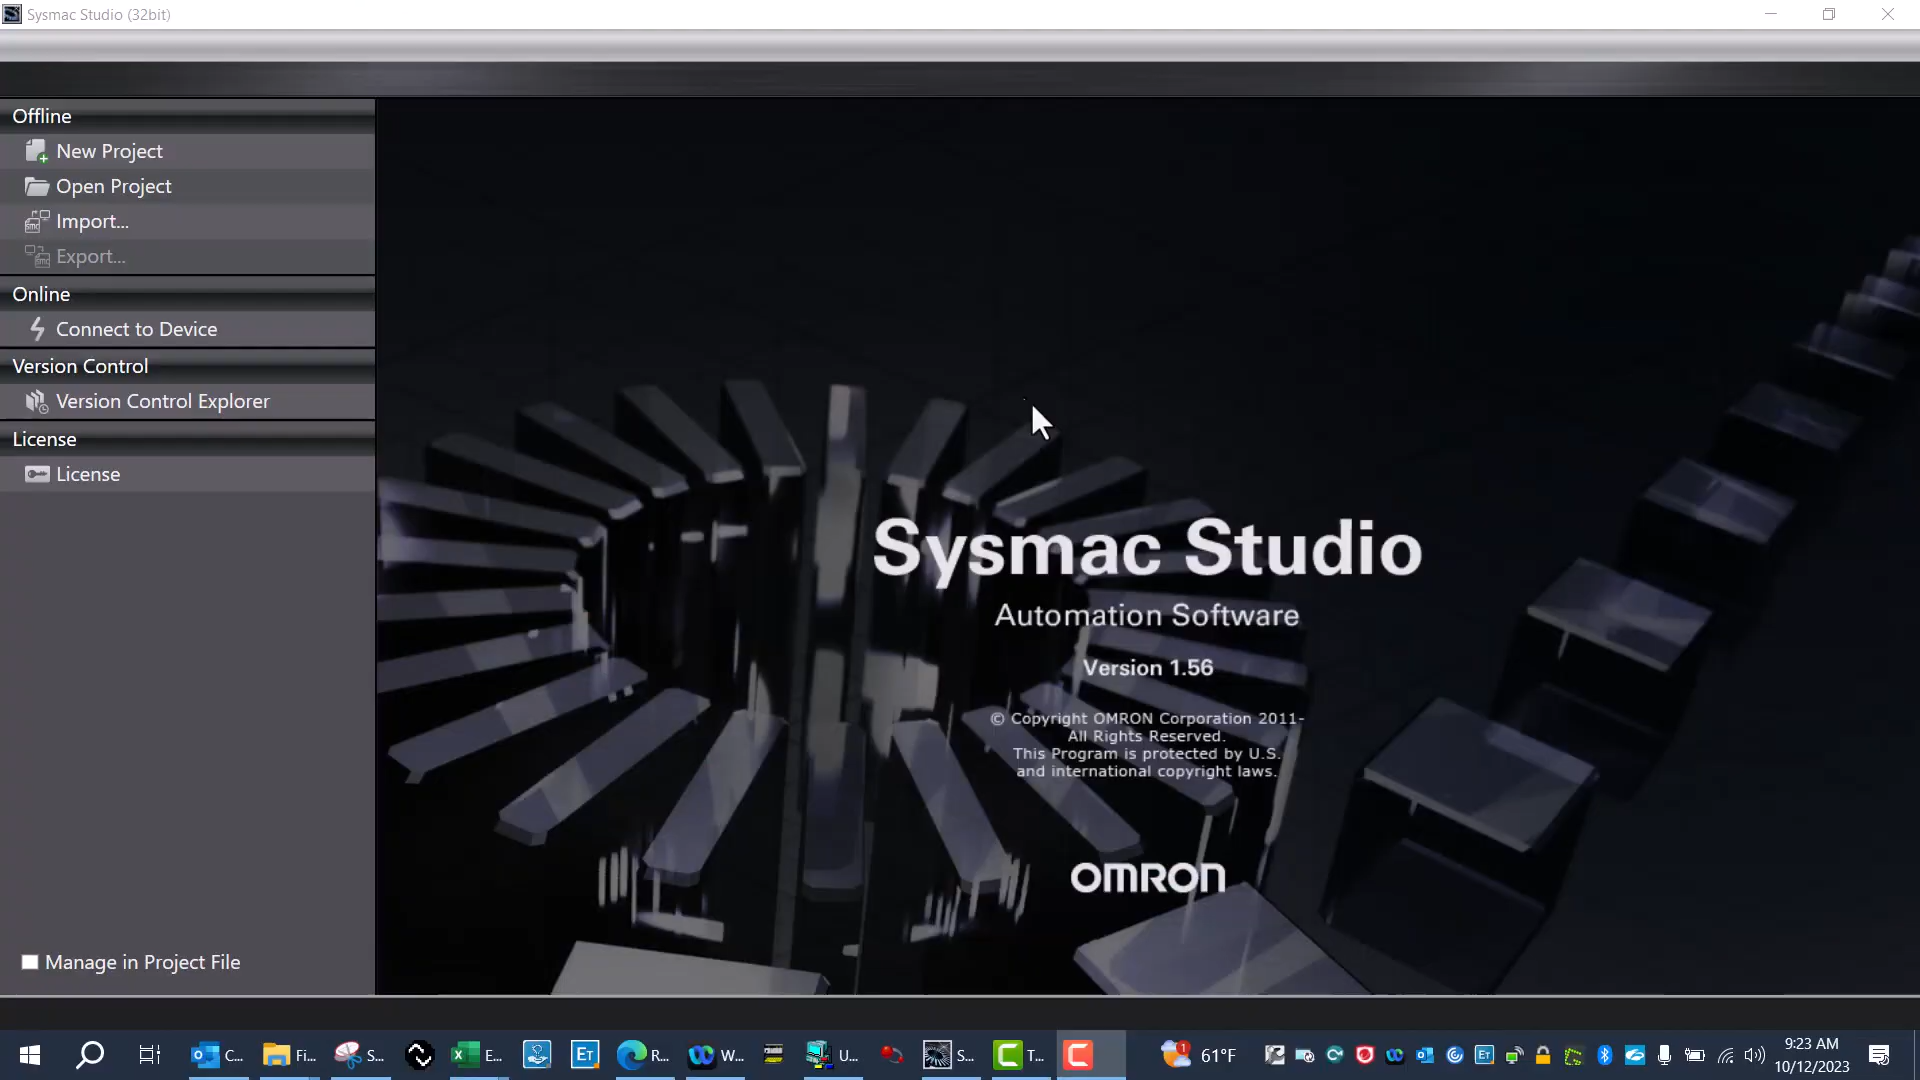 Sysmac Studio (32bit)
Offline
New Project
Open Project
Import...
Export...
Online
Connect to Device
Version Control
Version Control Explorer
License
License
Sysmac Studio
Automation Software
Version 1.56
© Copyright OMRON Corporation 2011-
All Rights Reserved.
This Program is protected by U.S.
and international copyright laws.
OMRON
Manage in Project File
C...
Fi...
S...
E...
ET
R...
W...
U...
S...
T...
61°F
9:23 AM
10/12/2023